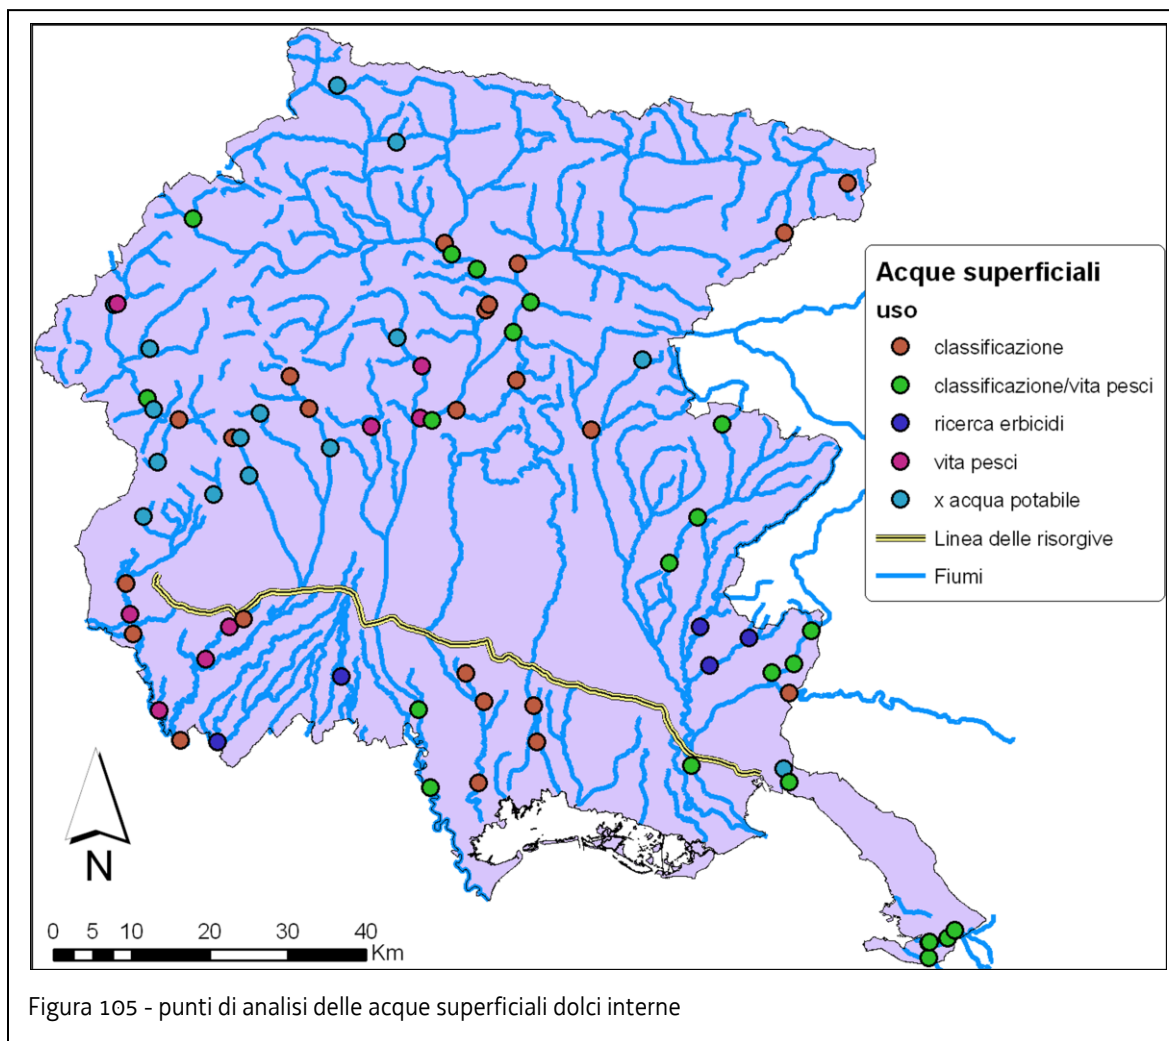 Acque superficiali
uso
classificazione
classificazione/vita pesci
ricerca erbicidi
vita pesci
x acqua potabile
Linea delle risorgive
Fiumi
N
0 5 10 20 30 40
Km
Figura 105 - punti di analisi delle acque superficiali dolci interne